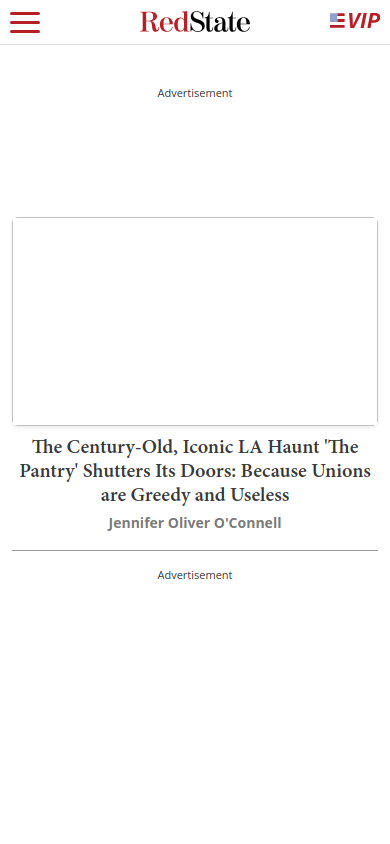 RedState
VIP
Advertisement
The Century-Old, Iconic LA Haunt 'The
Pantry' Shutters Its Doors: Because Unions
are Greedy and Useless
Jennifer Oliver O'Connell
Advertisement